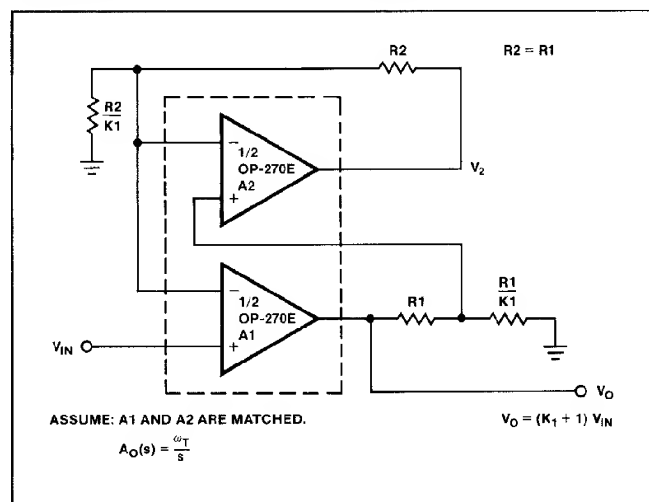 R2
R2 = R1
R2
K1
−
1/2
OP-270E
A2
+
V2
−
1/2
OP-270E
A1
+
R1
R1
K1
VIN
VO
ASSUME: A1 AND A2 ARE MATCHED.
VO = (K1 + 1) VIN
AO(s) = ωT
s